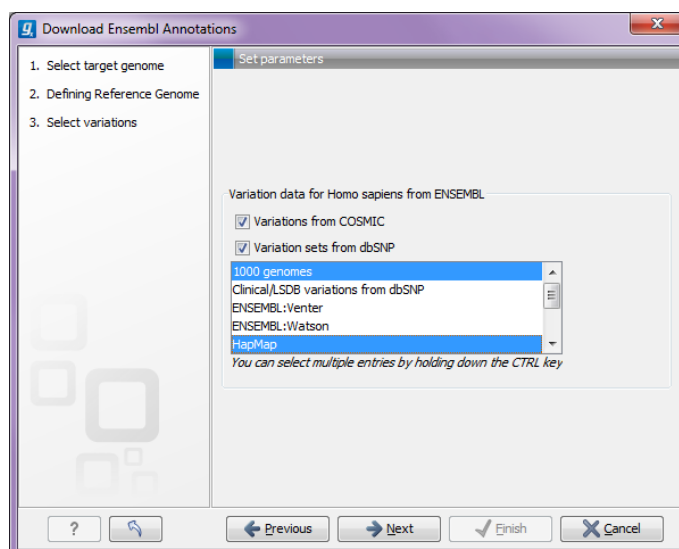 Download Ensembl Annotations
1. Select target genome
2. Defining Reference Genome
3. Select variations
Set parameters
Variation data for Homo sapiens from ENSEMBL
Variations from COSMIC
Variation sets from dbSNP
1000 genomes
Clinical/LSDB variations from dbSNP
ENSEMBL:Venter
ENSEMBL:Watson
HapMap
You can select multiple entries by holding down the CTRL key
? Previous Next Finish Cancel